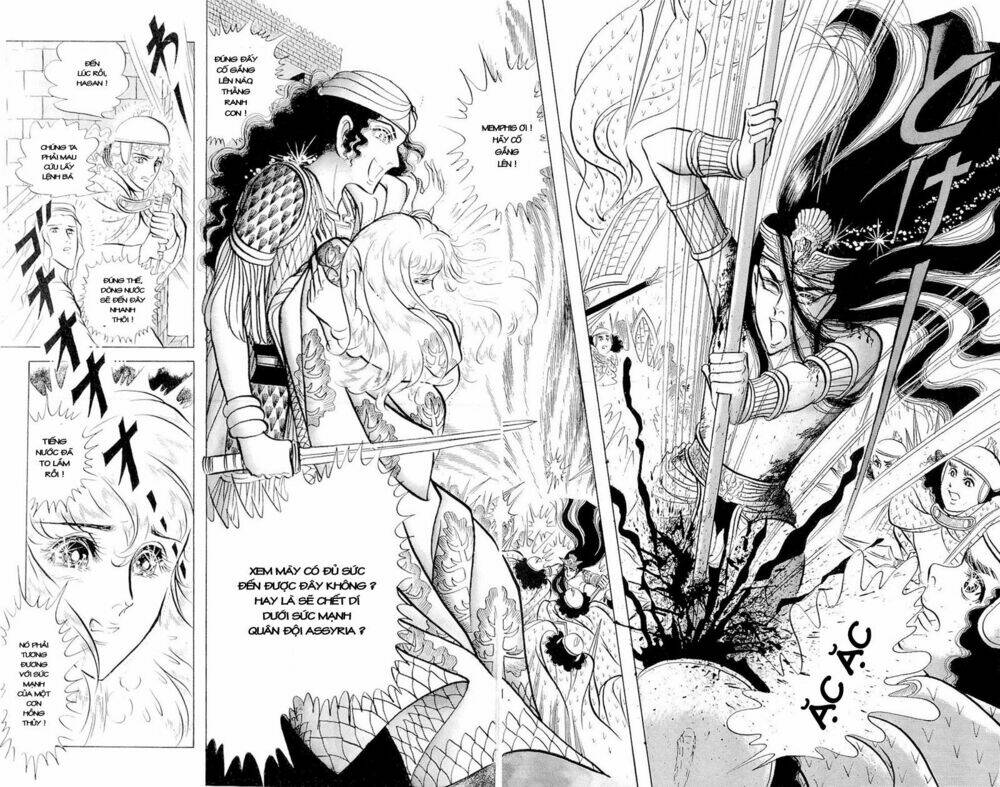 どけ
ẶC ẶC
MEMPHIS ƠI !
HÃY CỐ
GẮNG
LÊN !
ĐÚNG ĐẤY
CỐ GẮNG
LÊN NÀO,
THẰNG
RANH
CON !
XEM MÀY CÓ ĐỦ SỨC
ĐẾN ĐƯỢC ĐÂY KHÔNG ?
HAY LÀ SẼ CHẾT DÍ
DƯỚI SỨC MẠNH
QUÂN ĐỘI ASSYRIA ?
わー
ĐẾN
LÚC RỒI,
HASAN !
CHÚNG TA
PHẢI MAU
CỨU LẤY
LỆNH BÀ
ĐÚNG THẾ,
DÒNG NƯỚC
SẼ ĐẾN ĐÂY
NHANH
THÔI !
ゴオオオオ
TIẾNG
NƯỚC ĐÃ
TO LẮM
RỒI !
NÓ PHẢI
TƯƠNG
ĐƯƠNG
VỚI SỨC
MẠNH
CỦA MỘT
CƠN
HỒNG
THỦY !